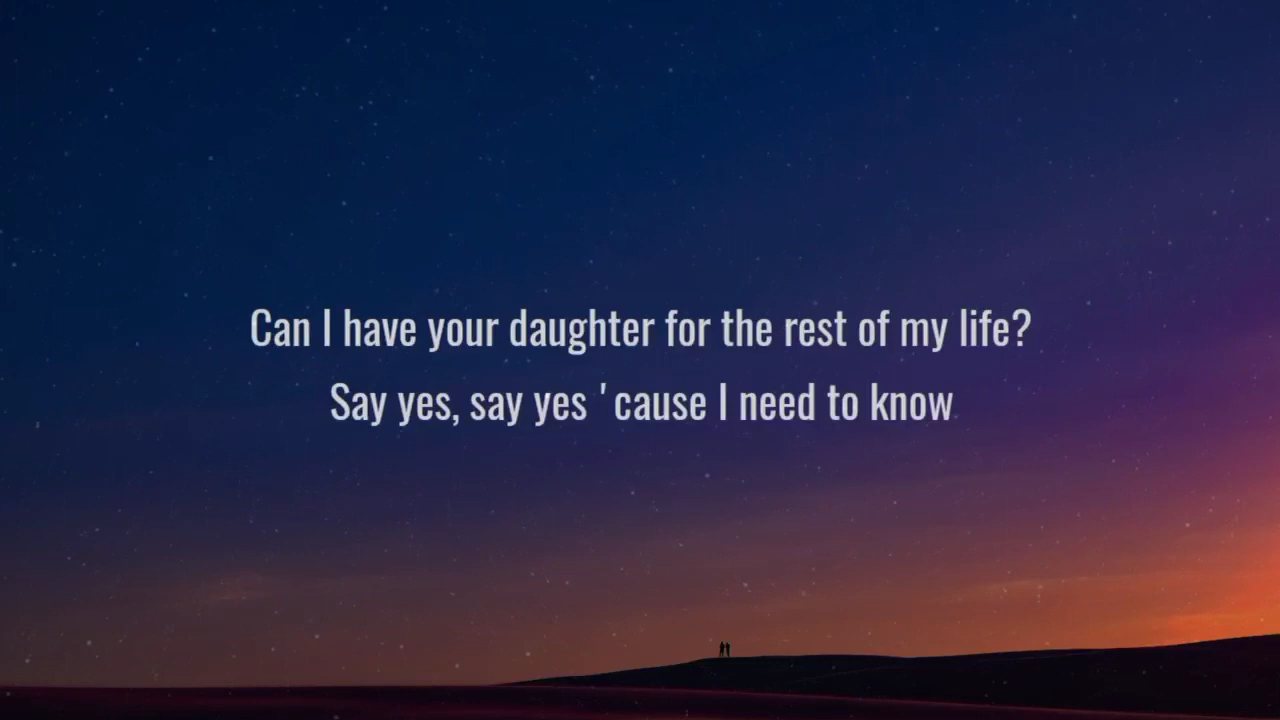 Can I have your daughter for the rest of my life?
Say yes, say yes 'cause I need to know